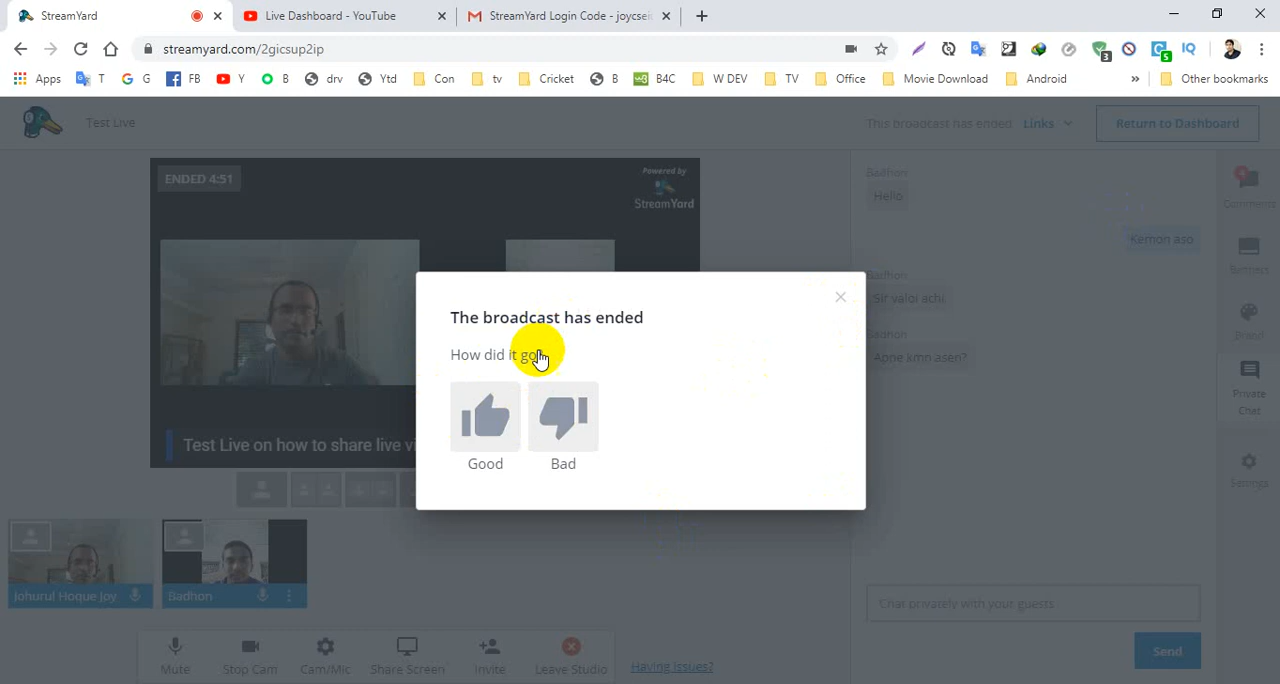 StreamYard
Live Dashboard - YouTube
StreamYard Login Code - joycsei
streamyard.com/2gicsup2ip
3
5
IQ
Apps
T
G
FB
Y
B
drv
Ytd
Con
tv
Cricket
B
B4C
W DEV
TV
Office
Movie Download
Android
»
Other bookmarks
Test Live
This broadcast has ended
Links
Return to Dashboard
ENDED 4:51
Powered by
StreamYard
Test Live on how to share live vi
Badhon
Hello
Kemon aso
Badhon
Sir valoi achi
Badhon
Apne kmn asen?
4
Comments
Banners
Brand
Private
Chat
Settings
The broadcast has ended
How did it go?
Good
Bad
Johurul Hoque Joy
Badhon
Chat privately with your guests
Send
Mute
Stop Cam
Cam/Mic
Share Screen
Invite
Leave Studio
Having issues?